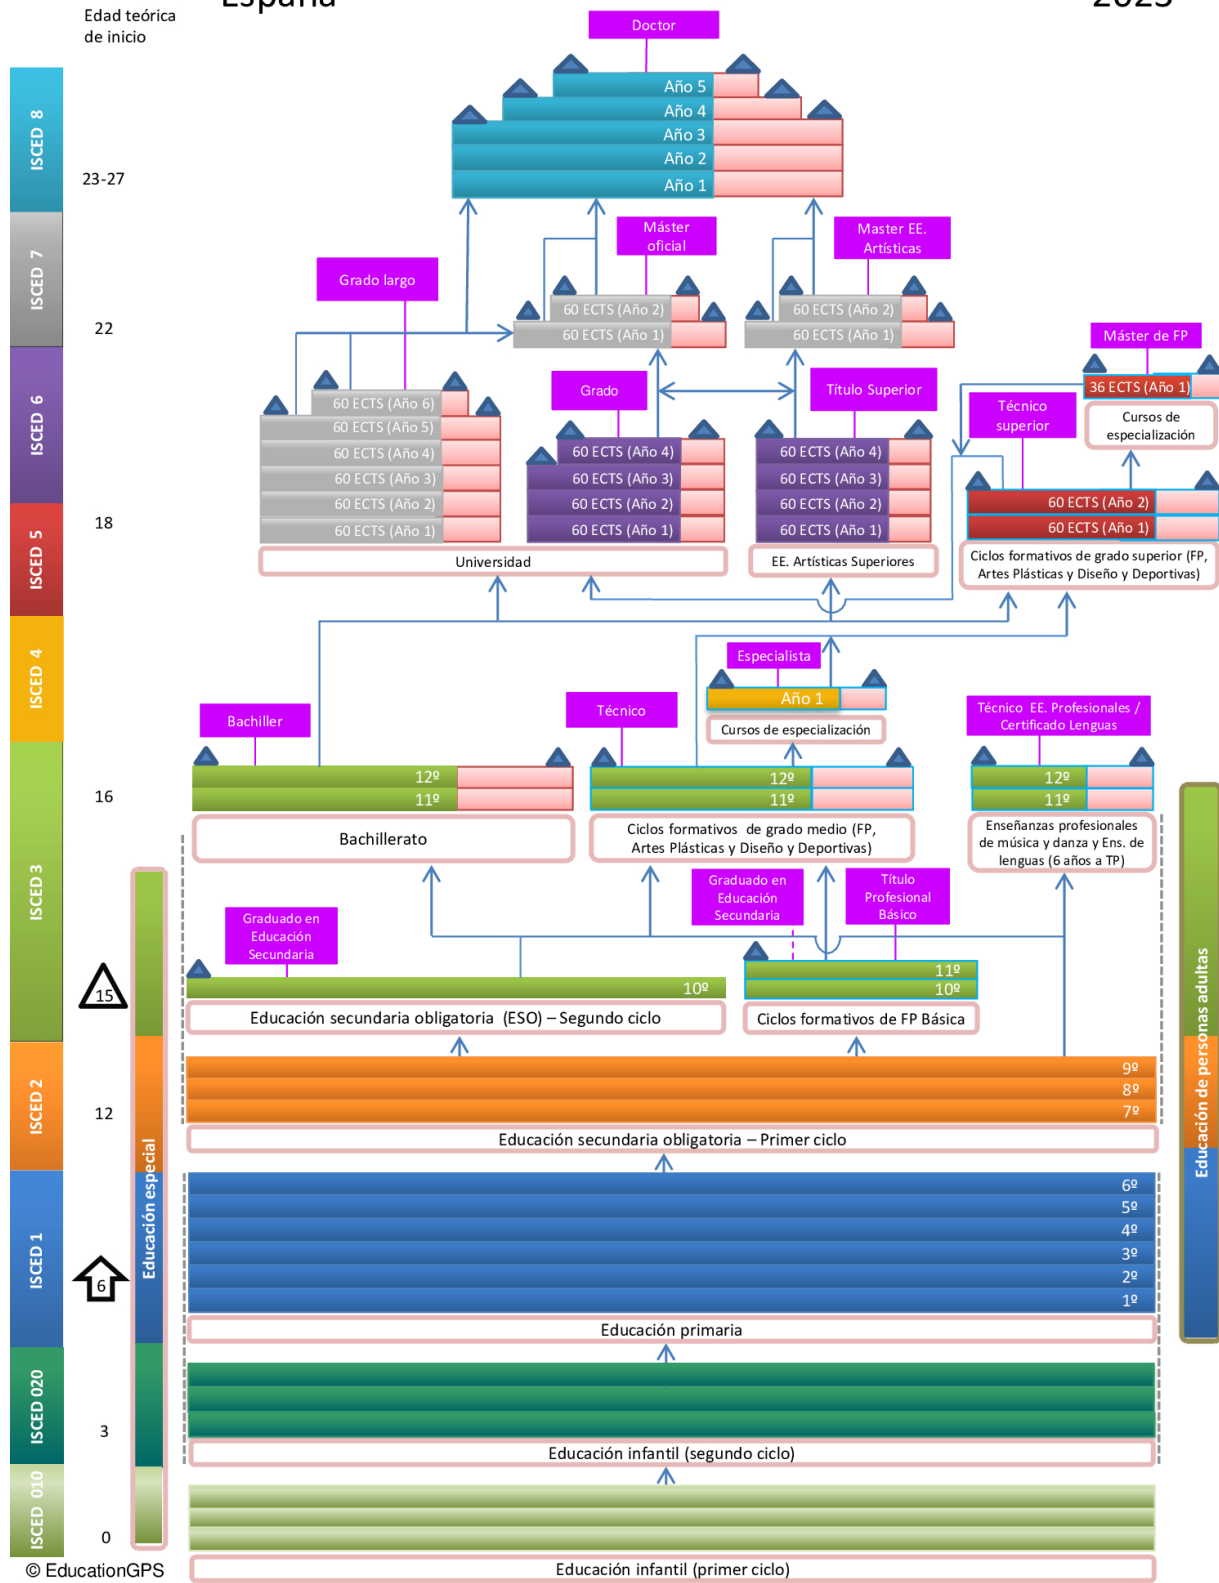 España
2023
Edad teórica
de inicio
Doctor
Año 5
Año 4
Año 3
Año 2
Año 1
ISCED 8
23-27
Máster
oficial
Master EE.
Artísticas
Grado largo
60 ECTS (Año 2)
60 ECTS (Año 1)
60 ECTS (Año 2)
60 ECTS (Año 1)
ISCED 7
22
Máster de FP
36 ECTS (Año 1)
Cursos de
especialización
Grado
Título Superior
Técnico
superior
60 ECTS (Año 6)
60 ECTS (Año 5)
60 ECTS (Año 4)
60 ECTS (Año 3)
60 ECTS (Año 2)
60 ECTS (Año 1)
60 ECTS (Año 4)
60 ECTS (Año 3)
60 ECTS (Año 2)
60 ECTS (Año 1)
60 ECTS (Año 4)
60 ECTS (Año 3)
60 ECTS (Año 2)
60 ECTS (Año 1)
60 ECTS (Año 2)
60 ECTS (Año 1)
ISCED 6
18
Universidad
EE. Artísticas Superiores
Ciclos formativos de grado superior (FP,
Artes Plásticas y Diseño y Deportivas)
ISCED 5
ISCED 4
Especialista
Año 1
Cursos de especialización
Bachiller
Técnico
Técnico EE. Profesionales /
Certificado Lenguas
12º
11º
12º
11º
12º
11º
16
Bachillerato
Ciclos formativos de grado medio (FP,
Artes Plásticas y Diseño y Deportivas)
Enseñanzas profesionales
de música y danza y Ens. de
lenguas (6 años a TP)
ISCED 3
Graduado en
Educación
Secundaria
Graduado en
Educación
Secundaria
Título
Profesional
Básico
10º
11º
10º
15
Educación secundaria obligatoria (ESO) – Segundo ciclo
Ciclos formativos de FP Básica
ISCED 2
9º
8º
7º
12
Educación secundaria obligatoria – Primer ciclo
Educación especial
Educación de personas adultas
ISCED 1
6º
5º
4º
3º
2º
1º
6
Educación primaria
ISCED 020
3
Educación infantil (segundo ciclo)
ISCED 010
0
Educación infantil (primer ciclo)
© EducationGPS